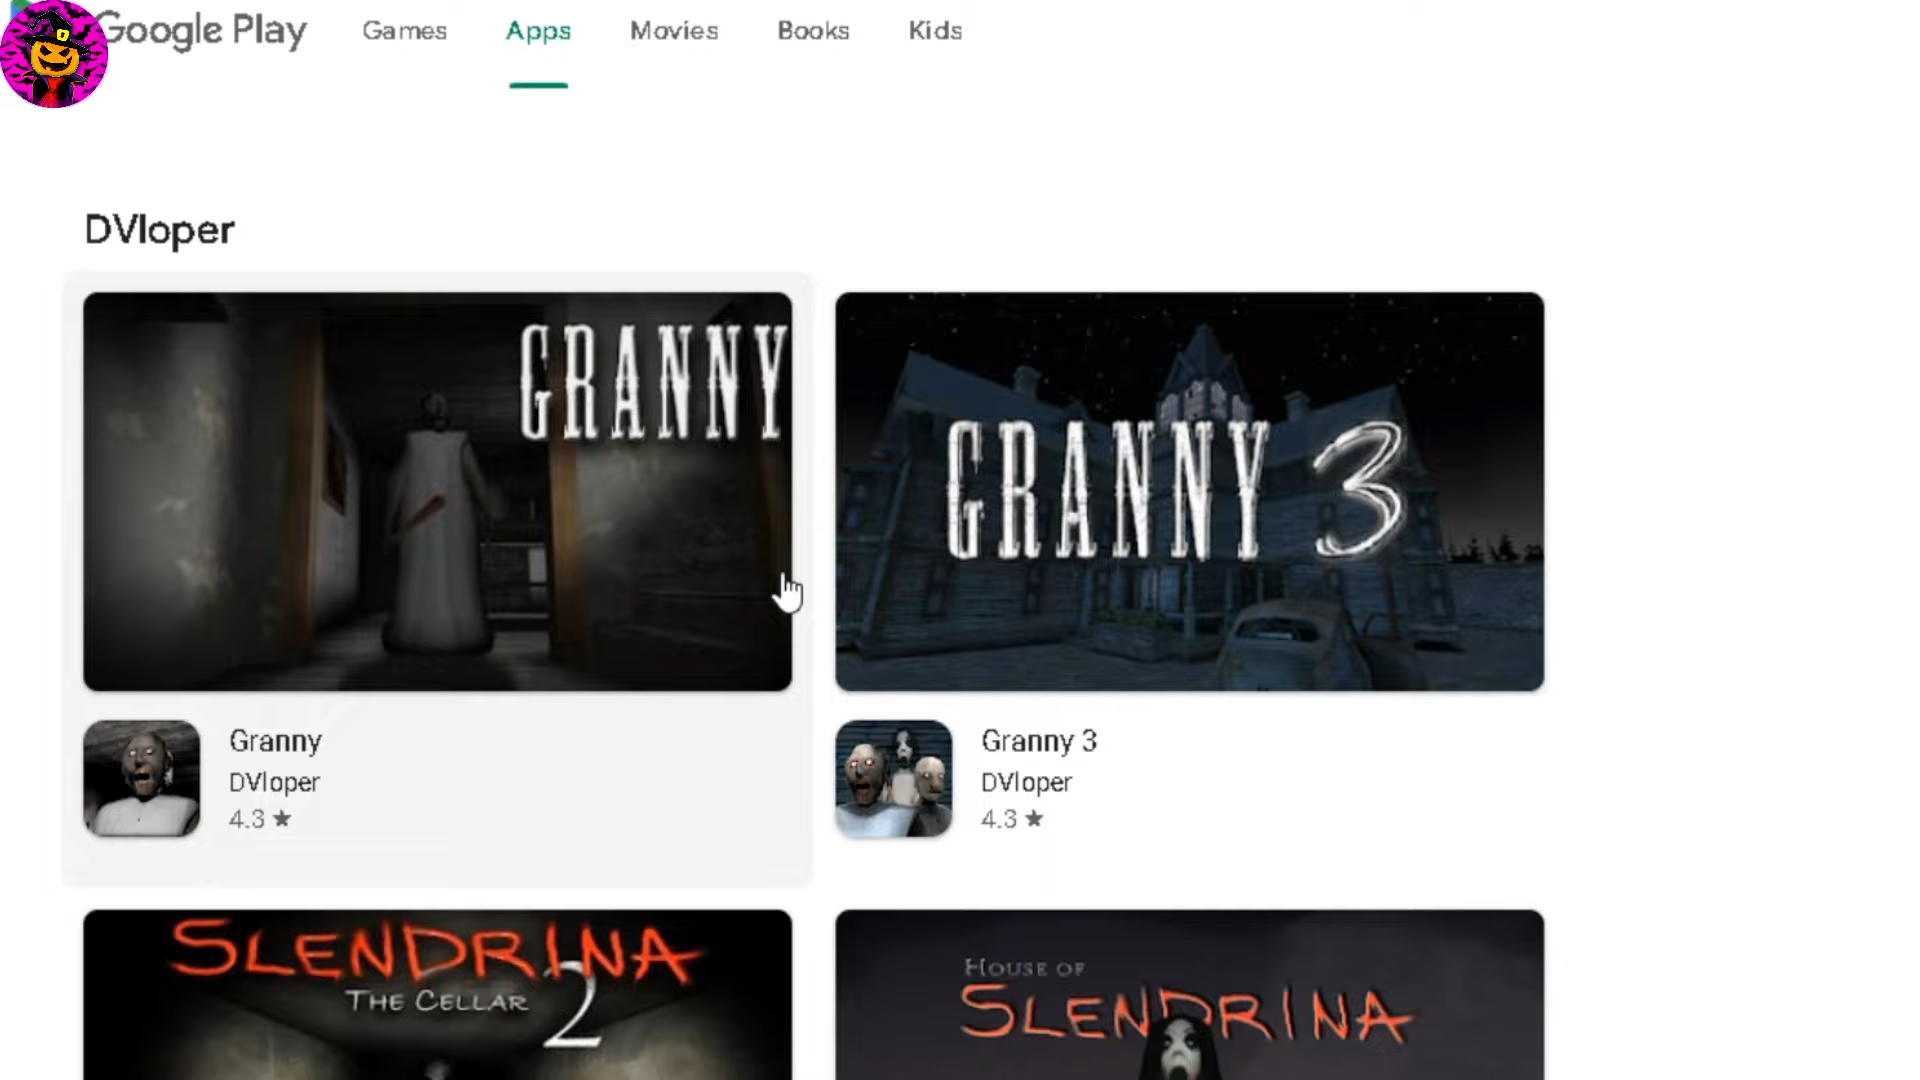 Google Play Games Apps Movies Books Kids
DVloper
GRANNY
GRANNY 3
Granny
DVloper
4.3 ★
Granny 3
DVloper
4.3 ★
SLENDRINA
THE CELLAR 2
HOUSE OF
SLENDRINA